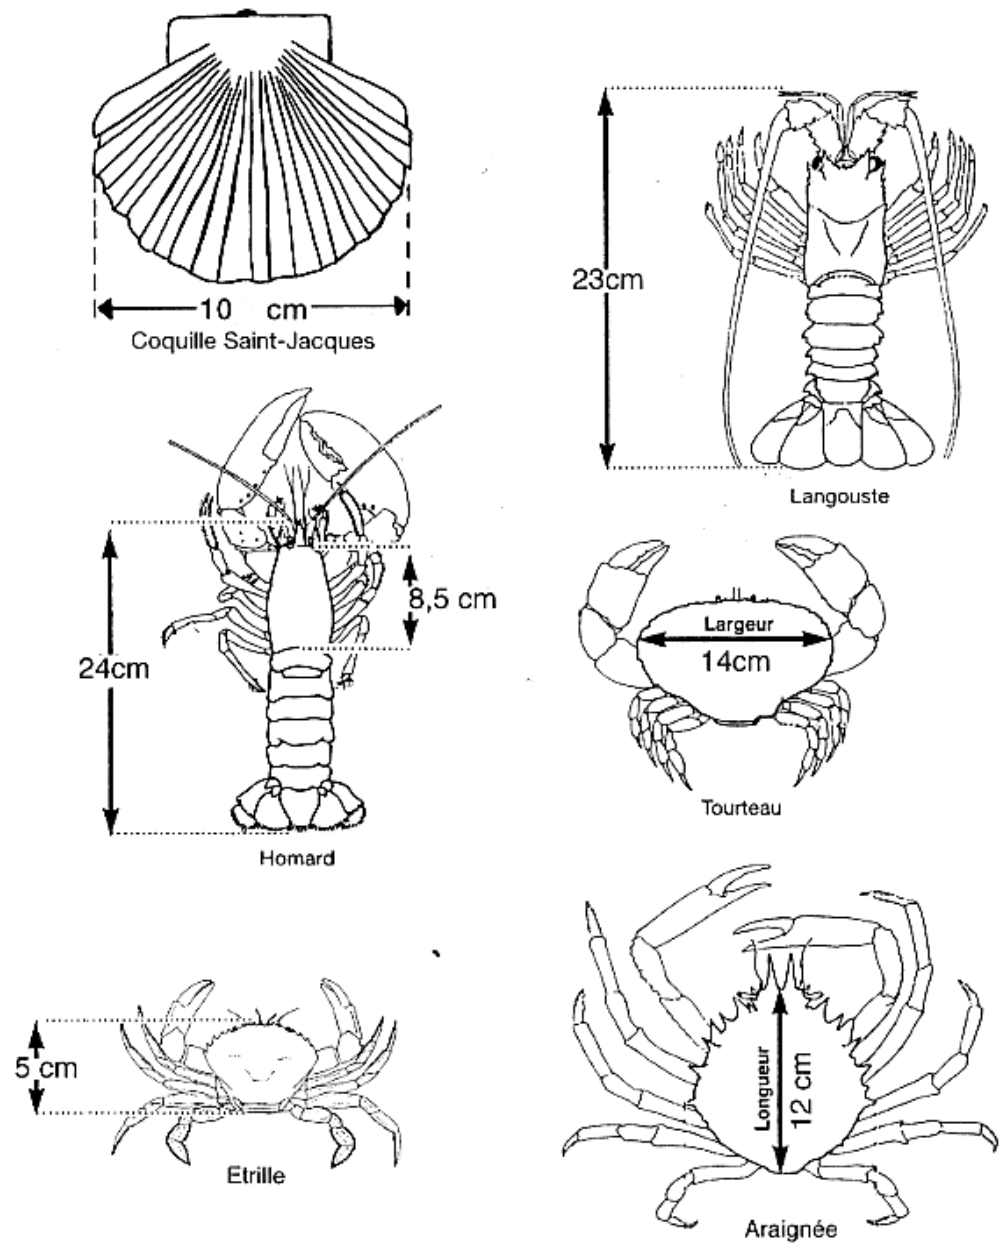 10 cm
Coquille Saint-Jacques
23cm
Langouste
8,5 cm
24cm
Homard
Largeur
14cm
Tourteau
5 cm
Etrille
Longueur
12 cm
Araignée